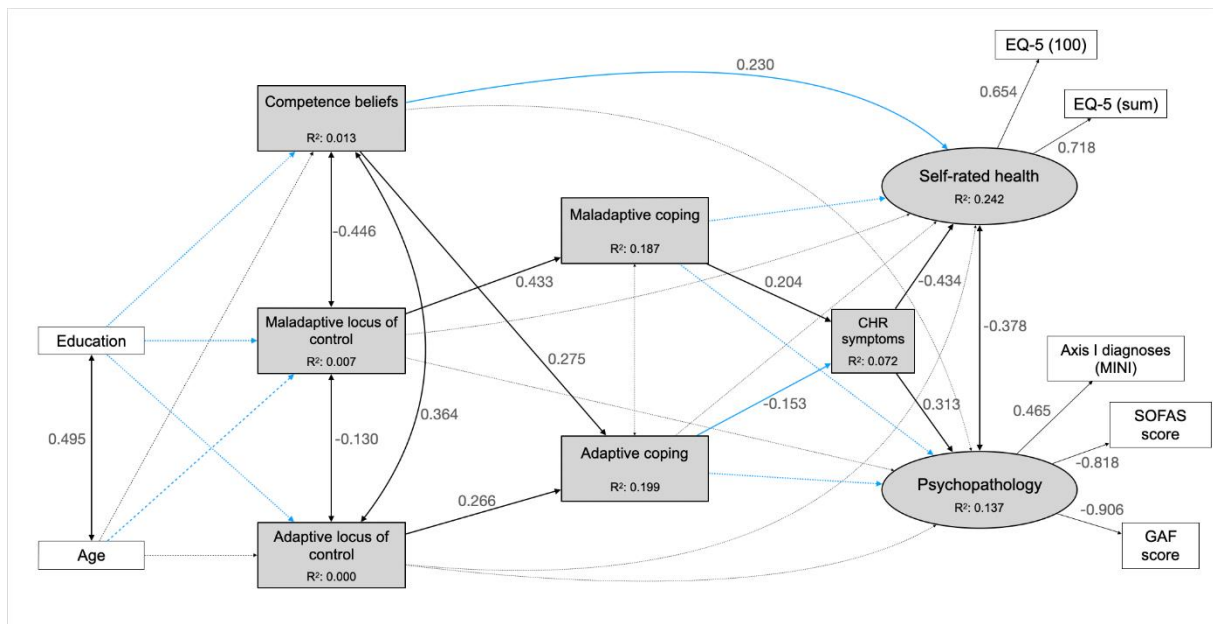 EQ-5 (100)
0.230
0.654
Competence beliefs
R²: 0.013
EQ-5 (sum)
0.718
Self-rated health
R²: 0.242
Maladaptive coping
R²: 0.187
-0.446
0.433
0.204
-0.434
Maladaptive locus of
control
R²: 0.007
CHR
symptoms
R²: 0.072
-0.378
Education
0.275
Axis I diagnoses
(MINI)
0.495
-0.130
0.364
-0.153
0.313
0.465
SOFAS
score
Adaptive coping
R²: 0.199
-0.818
Psychopathology
R²: 0.137
0.266
-0.906
Age
Adaptive locus of
control
R²: 0.000
GAF
score